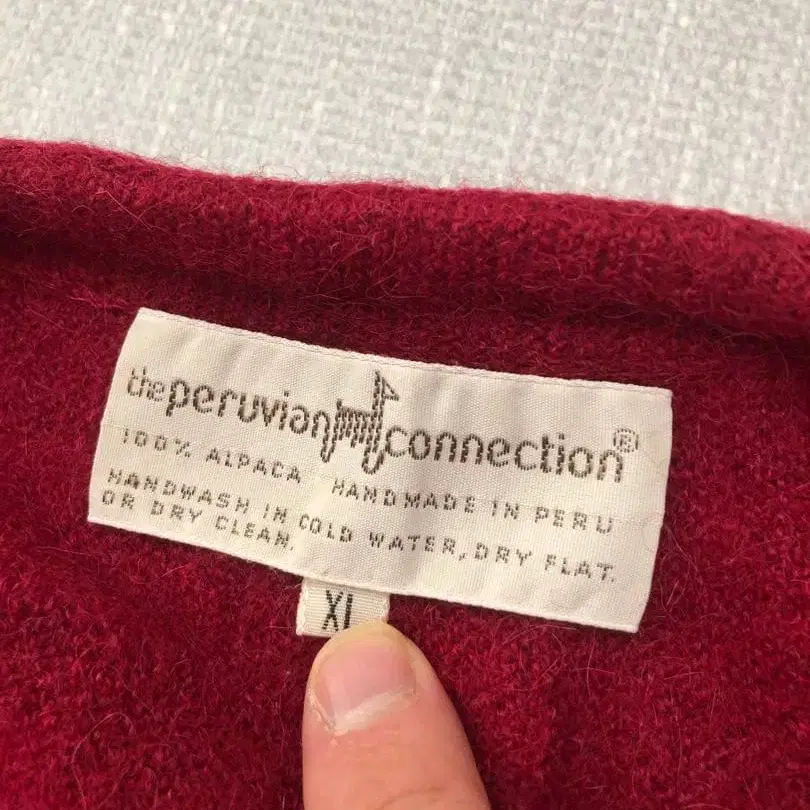 the peruvian connection®
100% ALPACA HANDMADE IN PERU
HANDWASH IN COLD WATER, DRY FLAT.
OR DRY CLEAN.
XL